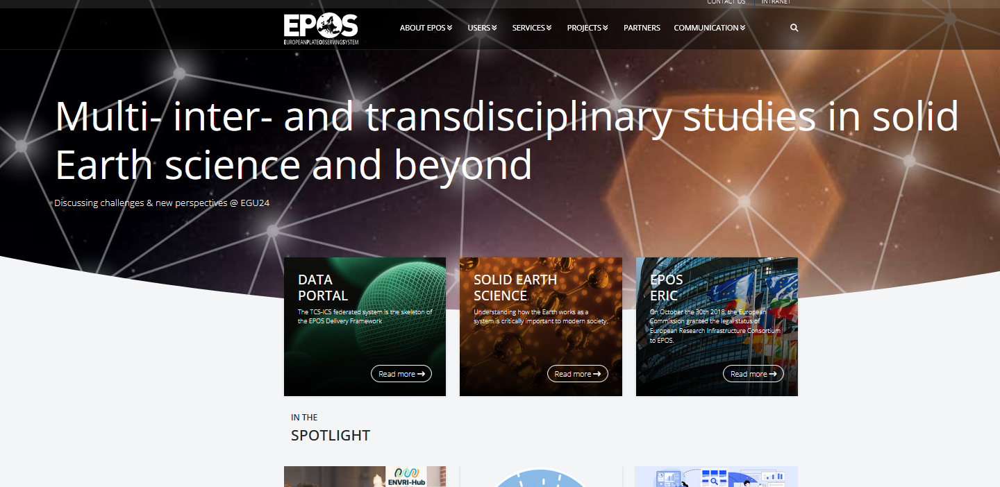 CONTACT US
INTRANET
EPOS
EUROPEANPLATEOBSERVINGSYSTEM
ABOUT EPOS
USERS
SERVICES
PROJECTS
PARTNERS
COMMUNICATION
Multi- inter- and transdisciplinary studies in solid
Earth science and beyond
Discussing challenges & new perspectives @ EGU24
DATA
PORTAL
The TCS-ICS federated system is the skeleton of
the EPOS Delivery Framework
Read more
SOLID EARTH
SCIENCE
Understanding how the Earth works as a
system is critically important to modern society.
Read more
EPOS
ERIC
On October the 30th 2018, the European
Commission granted the legal status of
European Research Infrastructure Consortium
to EPOS.
Read more
IN THE
SPOTLIGHT
ENVRI-Hub